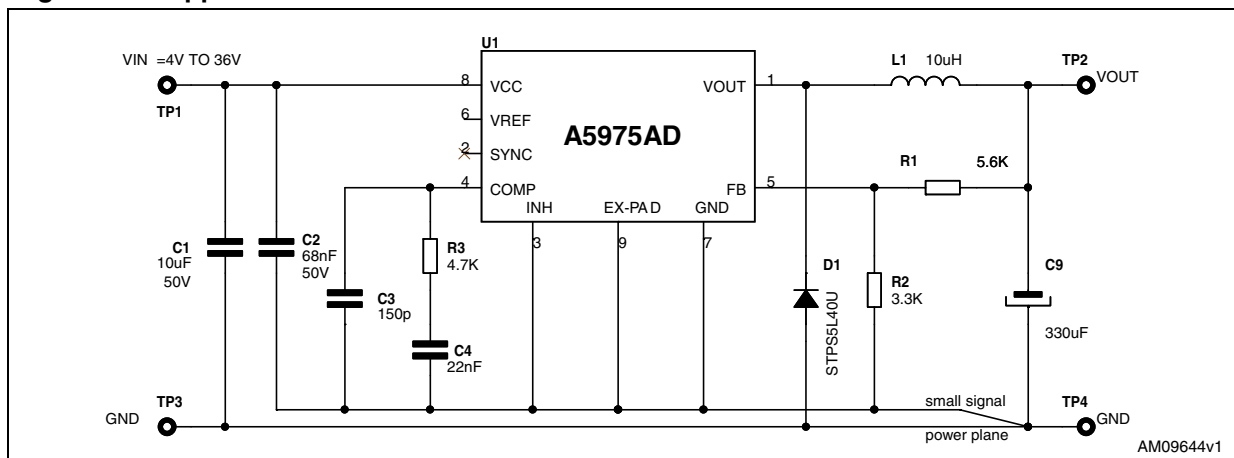 U1
VIN =4V TO 36V
TP1
8
VCC
VOUT
1
L1
10uH
TP2
VOUT
6
VREF
2
SYNC
A5975AD
4
COMP
FB
5
R1
5.6K
INH
EX-PAD
GND
3
9
7
C1
10uF
50V
C2
68nF
50V
R3
4.7K
C3
150p
C4
22nF
D1
STPS5L40U
R2
3.3K
C9
330uF
TP3
GND
small signal
power plane
TP4
GND
AM09644v1